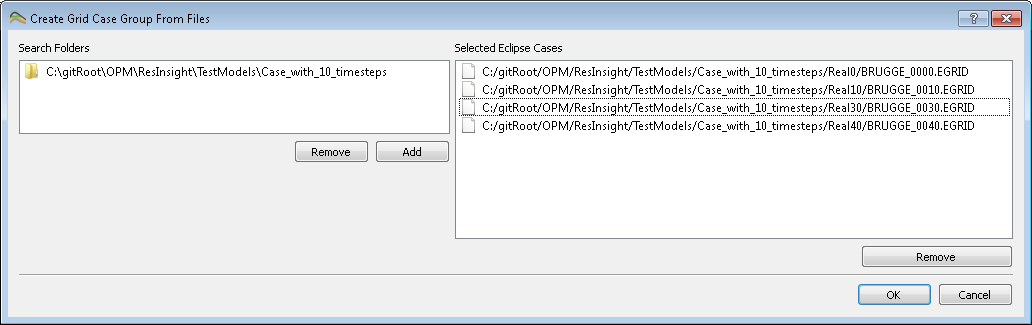 Create Grid Case Group From Files
Search Folders
C:\gitRoot\OPM\ResInsight\TestModels\Case_with_10_timesteps
Remove
Add
Selected Eclipse Cases
C:/gitRoot/OPM/ResInsight/TestModels/Case_with_10_timesteps/Real0/BRUGGE_0000.EGRID
C:/gitRoot/OPM/ResInsight/TestModels/Case_with_10_timesteps/Real10/BRUGGE_0010.EGRID
C:/gitRoot/OPM/ResInsight/TestModels/Case_with_10_timesteps/Real30/BRUGGE_0030.EGRID
C:/gitRoot/OPM/ResInsight/TestModels/Case_with_10_timesteps/Real40/BRUGGE_0040.EGRID
Remove
OK
Cancel